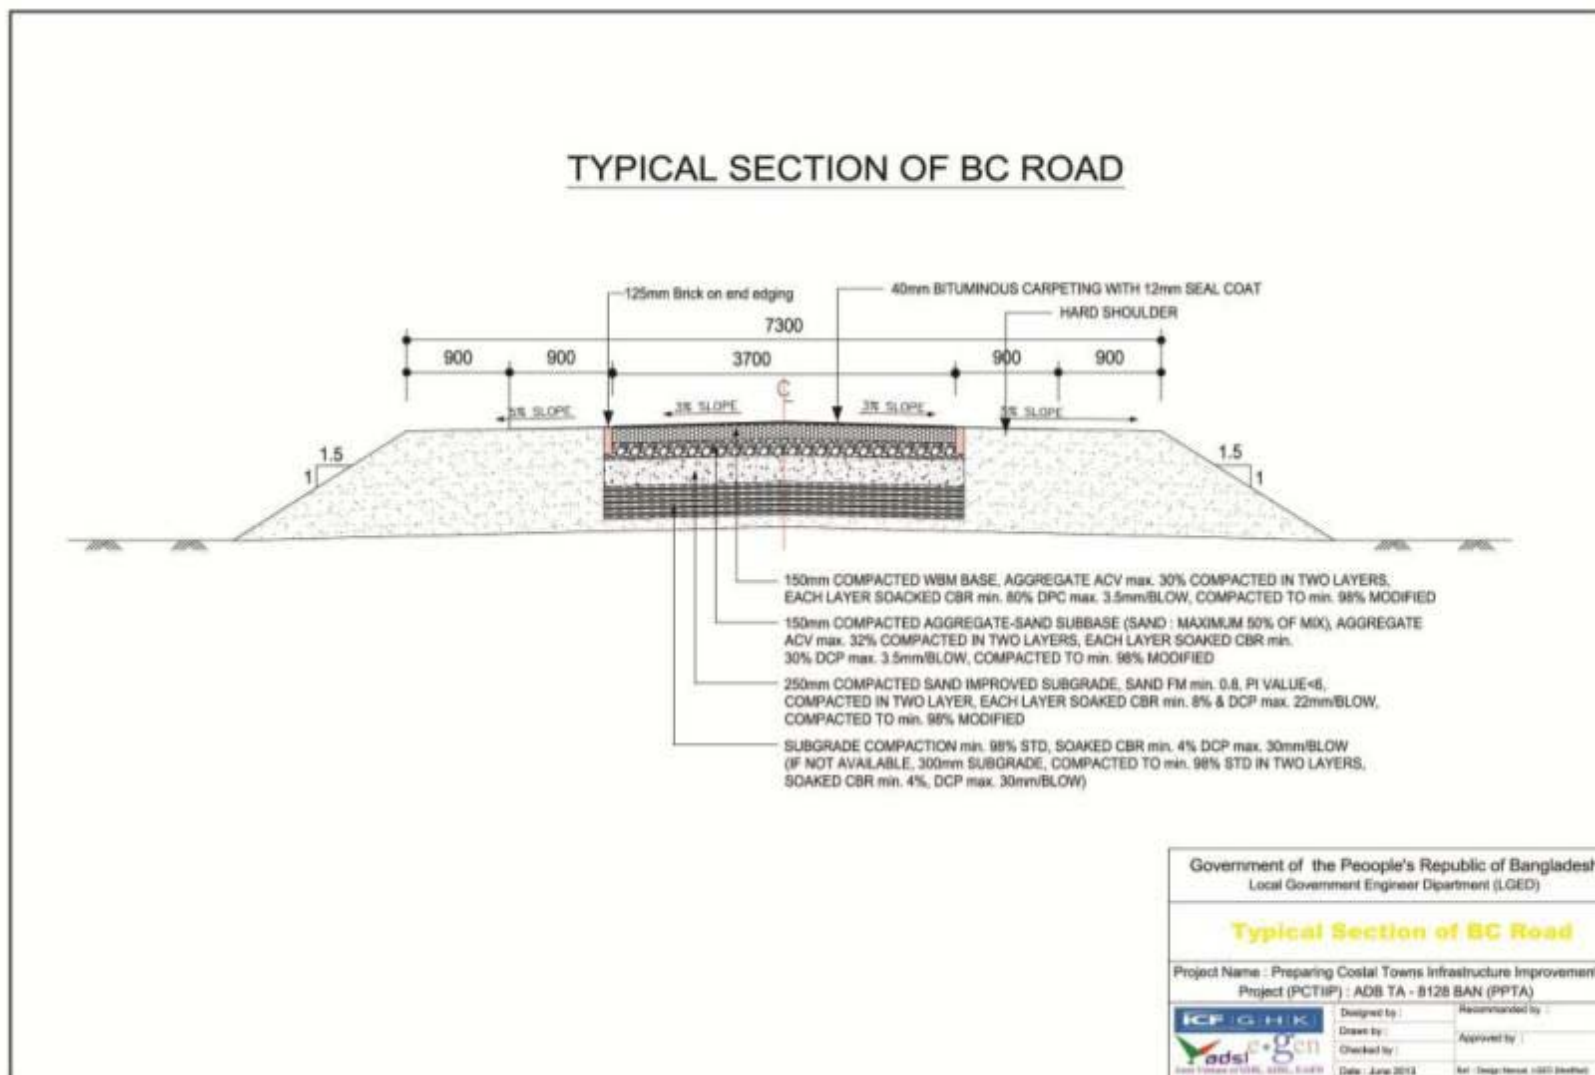 TYPICAL SECTION OF BC ROAD
125mm Brick on end edging
40mm BITUMINOUS CARPETING WITH 12mm SEAL COAT
HARD SHOULDER
7300
900 900 3700 900 900
C
L
5% SLOPE 3% SLOPE 3% SLOPE 5% SLOPE
1.5
1
1.5
1
150mm COMPACTED WBM BASE, AGGREGATE ACV max. 30% COMPACTED IN TWO LAYERS,
EACH LAYER SOACKED CBR min. 80% DPC max. 3.5mm/BLOW, COMPACTED TO min. 98% MODIFIED
150mm COMPACTED AGGREGATE-SAND SUBBASE (SAND : MAXIMUM 50% OF MIX), AGGREGATE
ACV max. 32% COMPACTED IN TWO LAYERS, EACH LAYER SOAKED CBR min.
30% DCP max. 3.5mm/BLOW, COMPACTED TO min. 98% MODIFIED
250mm COMPACTED SAND IMPROVED SUBGRADE, SAND FM min. 0.8, PI VALUE<6,
COMPACTED IN TWO LAYER, EACH LAYER SOAKED CBR min. 8% & DCP max. 22mm/BLOW,
COMPACTED TO min. 98% MODIFIED
SUBGRADE COMPACTION min. 98% STD, SOAKED CBR min. 4% DCP max. 30mm/BLOW
(IF NOT AVAILABLE, 300mm SUBGRADE, COMPACTED TO min. 98% STD IN TWO LAYERS,
SOAKED CBR min. 4%, DCP max. 30mm/BLOW)
Government of the Peoople's Republic of Bangladesh
Local Government Engineer Dipartment (LGED)
Typical Section of BC Road
Project Name : Preparing Costal Towns Infrastructure Improvement
Project (PCTIIP) : ADB TA - 8128 BAN (PPTA)
ICF GHK
adsl e.gen
Designed by :
Drawn by :
Checked by :
Date : June 2013
Recommanded by :
Approved by :